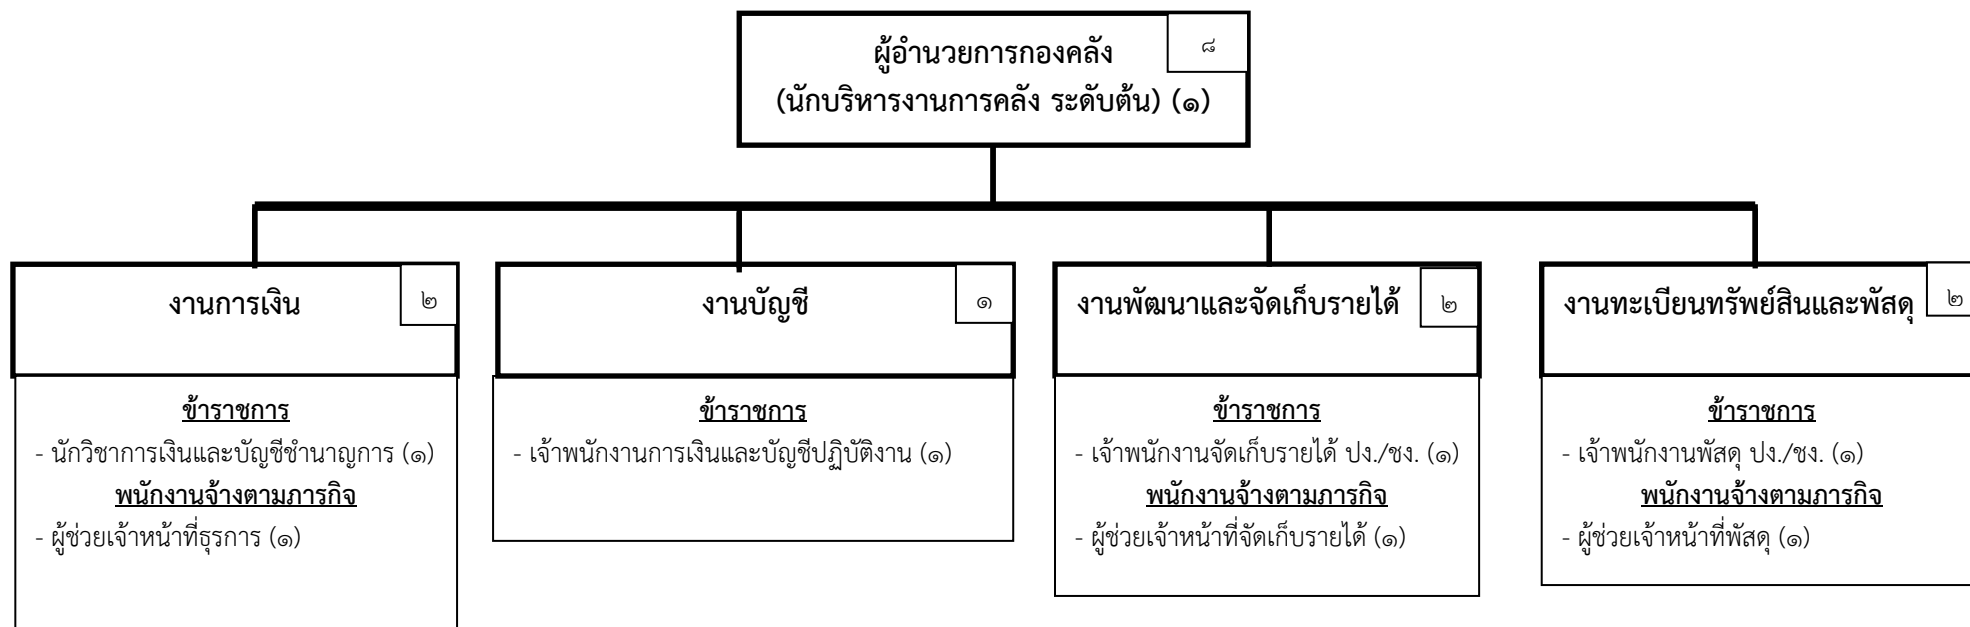 ผู้อำนวยการกองคลัง
๘
(นักบริหารงานการคลัง ระดับต้น) (๑)
งานการเงิน
๒
ข้าราชการ
- นักวิชาการเงินและบัญชีชำนาญการ (๑)
พนักงานจ้างตามภารกิจ
- ผู้ช่วยเจ้าหน้าที่ธุรการ (๑)
งานบัญชี
๑
ข้าราชการ
- เจ้าพนักงานการเงินและบัญชีปฏิบัติงาน (๑)
งานพัฒนาและจัดเก็บรายได้
๒
ข้าราชการ
- เจ้าพนักงานจัดเก็บรายได้ ปง./ชง. (๑)
พนักงานจ้างตามภารกิจ
- ผู้ช่วยเจ้าหน้าที่จัดเก็บรายได้ (๑)
งานทะเบียนทรัพย์สินและพัสดุ
๒
ข้าราชการ
- เจ้าพนักงานพัสดุ ปง./ชง. (๑)
พนักงานจ้างตามภารกิจ
- ผู้ช่วยเจ้าหน้าที่พัสดุ (๑)